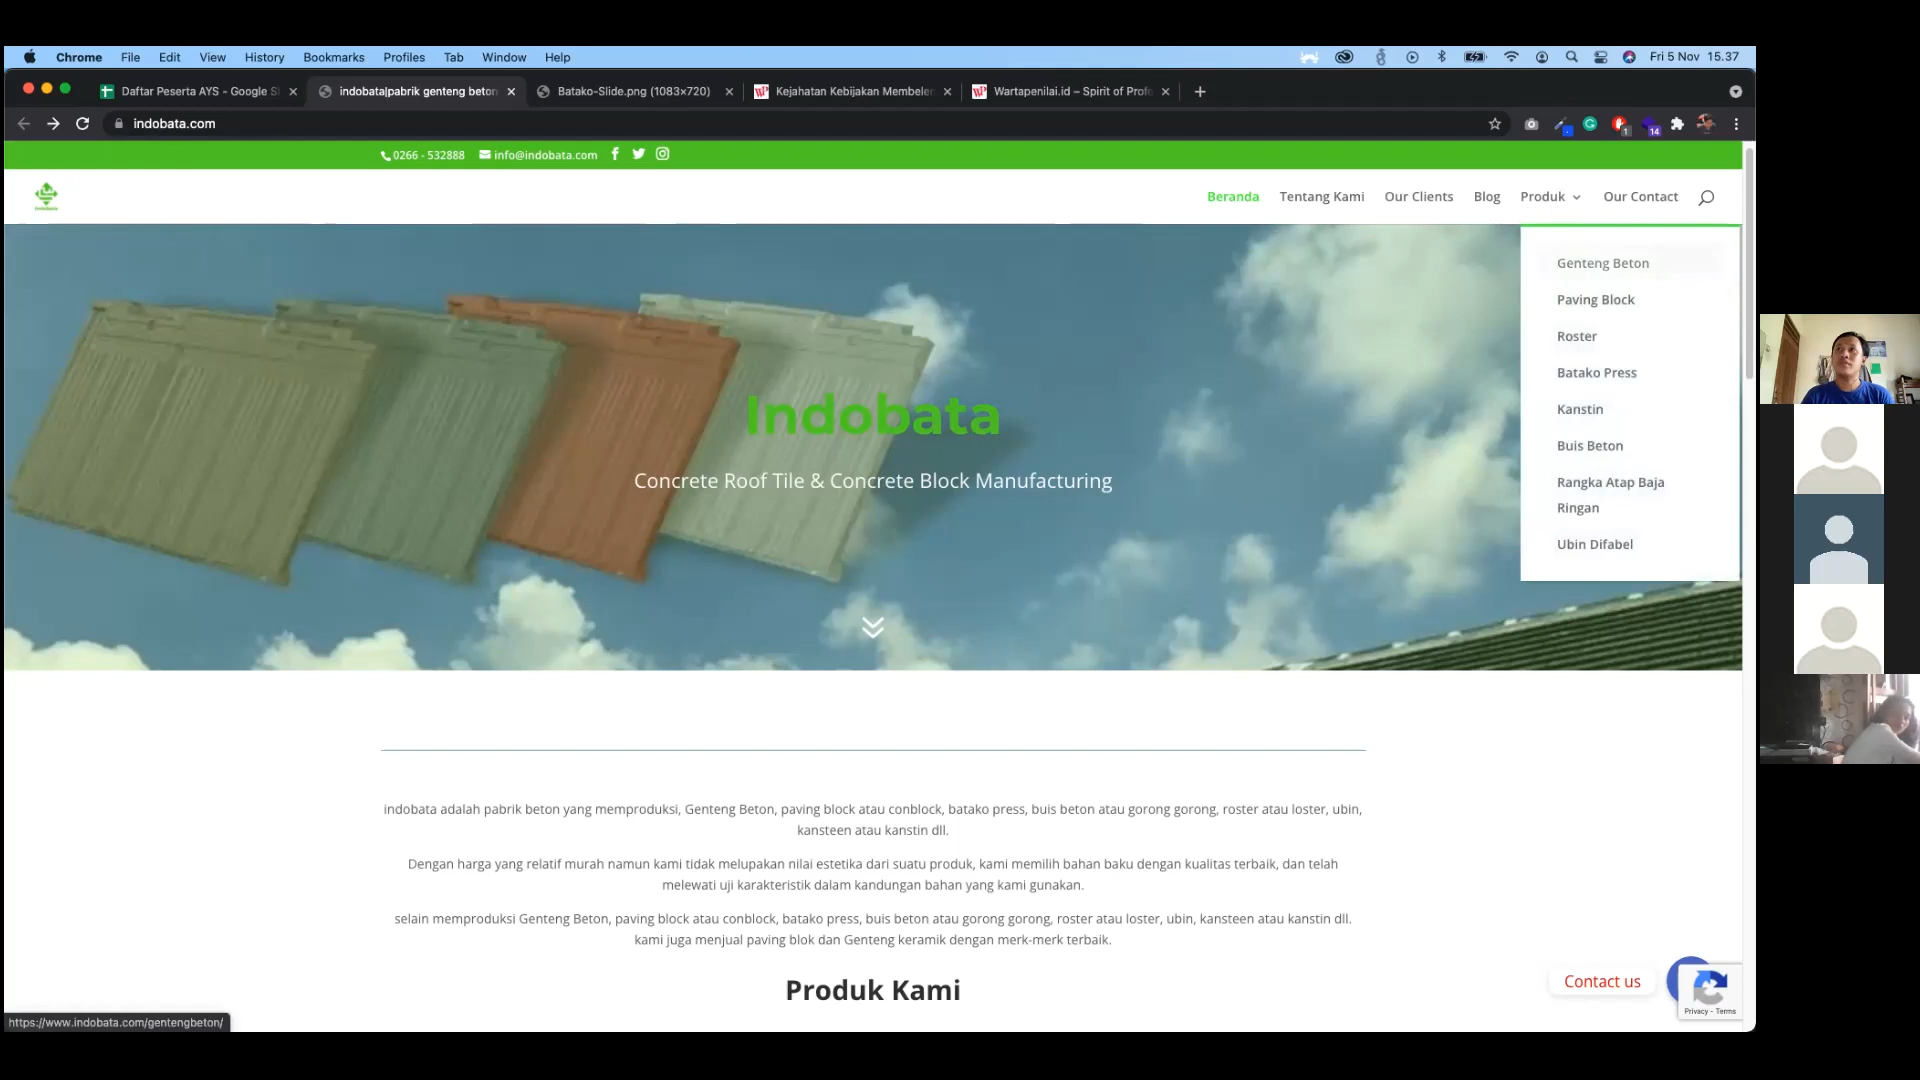 Chrome File Edit View History Bookmarks Profiles Tab Window Help Fri 5 Nov 15.37
Daftar Peserta AYS - Google S indobata|pabrik genteng beton Batako-Slide.png (1083×720) Kejahatan Kebijakan Membele Wartapenilai.id – Spirit of Profe
indobata.com
1 14
0266 - 532888 info@indobata.com
Beranda Tentang Kami Our Clients Blog Produk Our Contact
Genteng Beton
Paving Block
Roster
Batako Press
Kanstin
Buis Beton
Rangka Atap Baja
Ringan
Ubin Difabel
Indobata
Concrete Roof Tile & Concrete Block Manufacturing
indobata adalah pabrik beton yang memproduksi, Genteng Beton, paving block atau conblock, batako press, buis beton atau gorong gorong, roster atau loster, ubin,
kansteen atau kanstin dll.
Dengan harga yang relatif murah namun kami tidak melupakan nilai estetika dari suatu produk, kami memilih bahan baku dengan kualitas terbaik, dan telah
melewati uji karakteristik dalam kandungan bahan yang kami gunakan.
selain memproduksi Genteng Beton, paving block atau conblock, batako press, buis beton atau gorong gorong, roster atau loster, ubin, kansteen atau kanstin dll.
kami juga menjual paving blok dan Genteng keramik dengan merk-merk terbaik.
Produk Kami
Contact us
Privacy - Terms
https://www.indobata.com/gentengbeton/